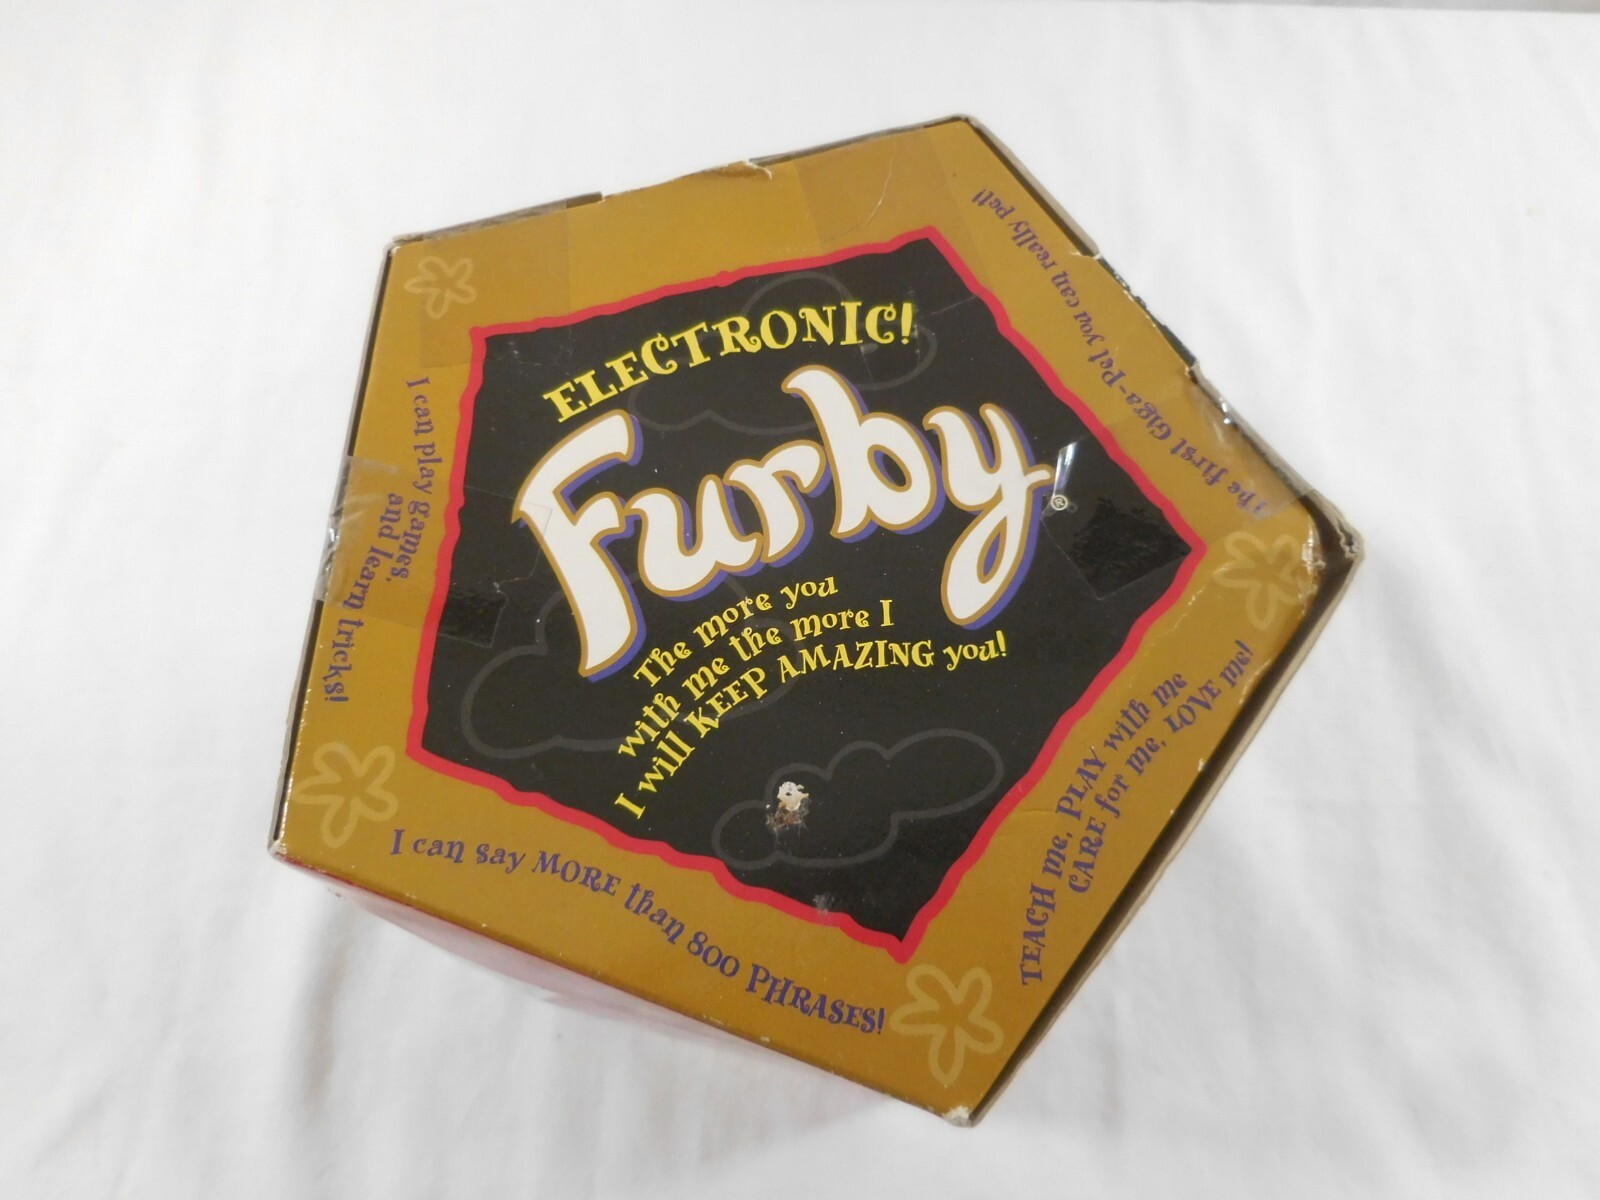 ELECTRONIC!
Furby®
The more you
with me the more I
I will KEEP AMAZING you!
The first Giga-Pet you can really pet!
TEACH me, PLAY with me
CARE for me, LOVE me!
I can say MORE than 800 PHRASES!
I can play games,
and learn tricks!